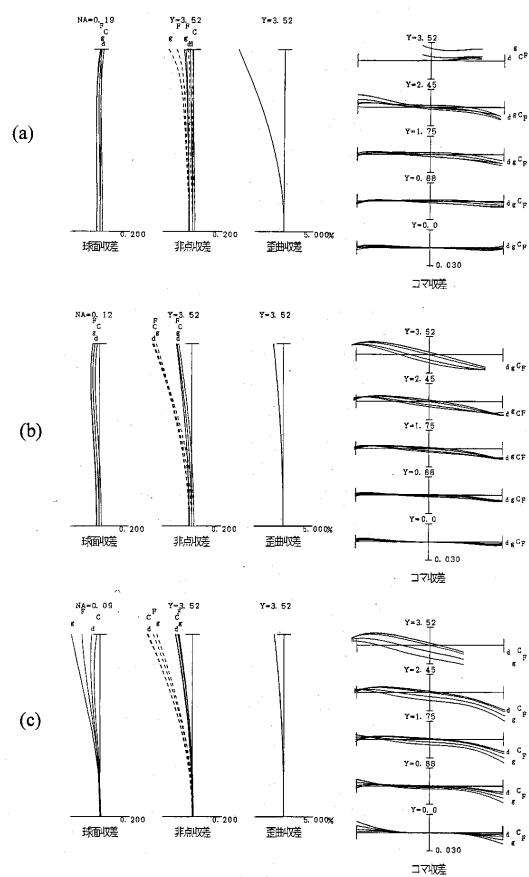 (a)
NA=0.19
F
C
g
d
0.200
球面収差
Y=3.52
F F
g g C
d d
0.200
非点収差
Y=3.52
5.000%
歪曲収差
Y=3.52
g
d C F
Y=2.45
d g C F
Y=1.75
d g C F
Y=0.88
d g C F
Y=0.0
d g C F
0.030
コマ収差
(b)
NA=0.12
F
C
g
d
0.200
球面収差
Y=3.52
F F
C C
g g
d d
0.200
非点収差
Y=3.52
5.000%
歪曲収差
Y=3.52
d g C F
Y=2.45
d g C F
Y=1.75
d g C F
Y=0.88
d g C F
Y=0.0
d g C F
0.030
コマ収差
(c)
NA=0.09
F C
g d
0.200
球面収差
Y=3.52
C F C F
d g d g
0.200
非点収差
Y=3.52
5.000%
歪曲収差
Y=3.52
d C F
g
Y=2.45
d C F
g
Y=1.75
d C F
g
Y=0.88
d C F
g
Y=0.0
d C F
g
0.030
コマ収差